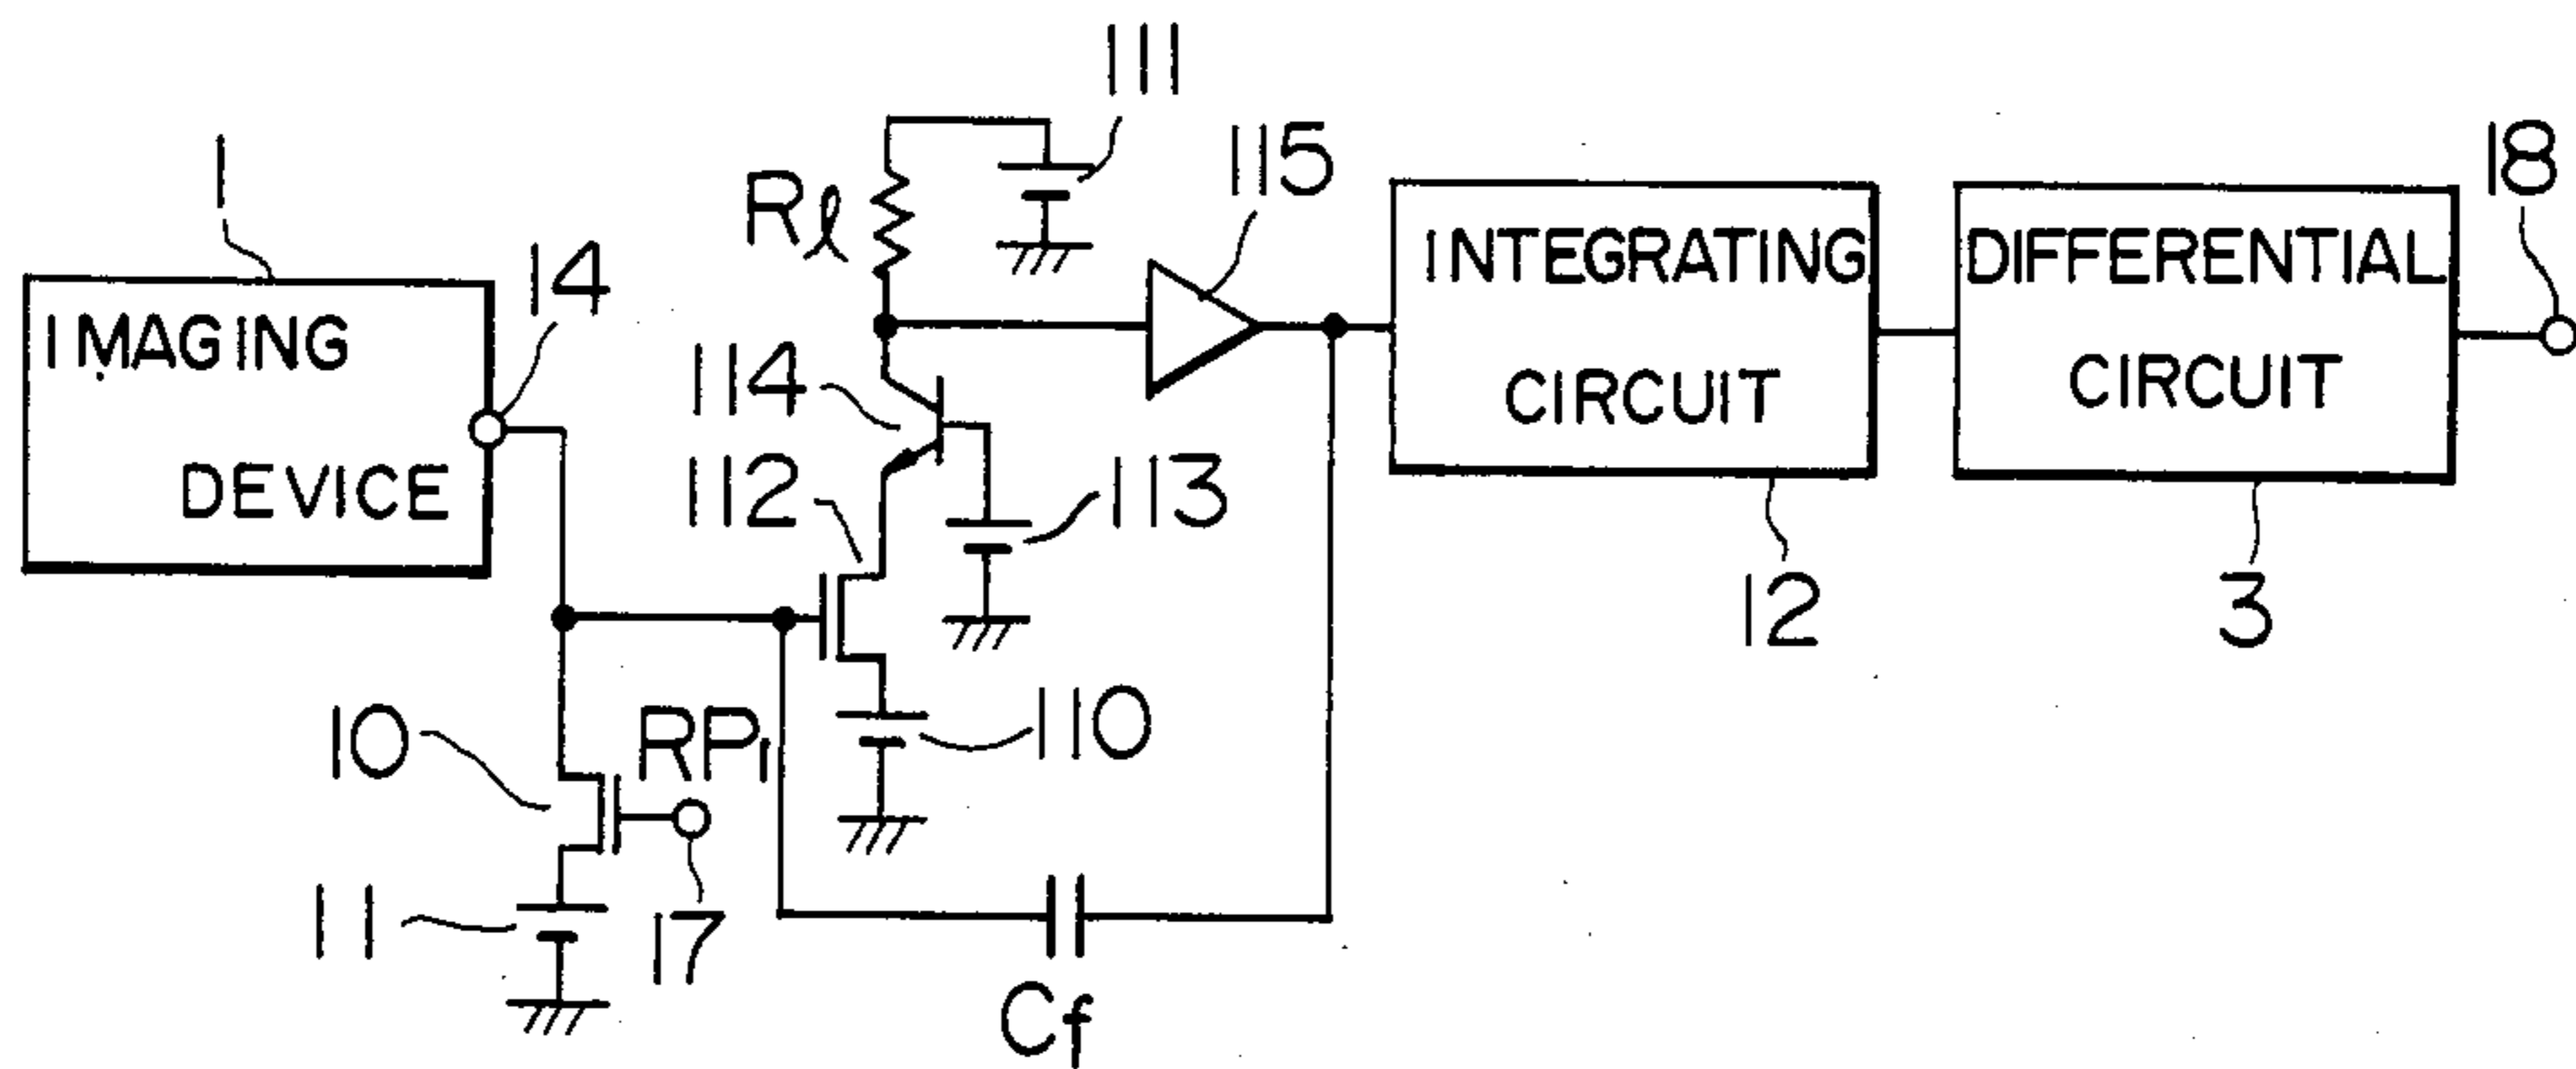 111
1
115
18
Rℓ
14
IMAGING
DEVICE
INTEGRATING
CIRCUIT
DIFFERENTIAL
CIRCUIT
114
112
113
12
3
10
RP₁
110
11
17
Cf